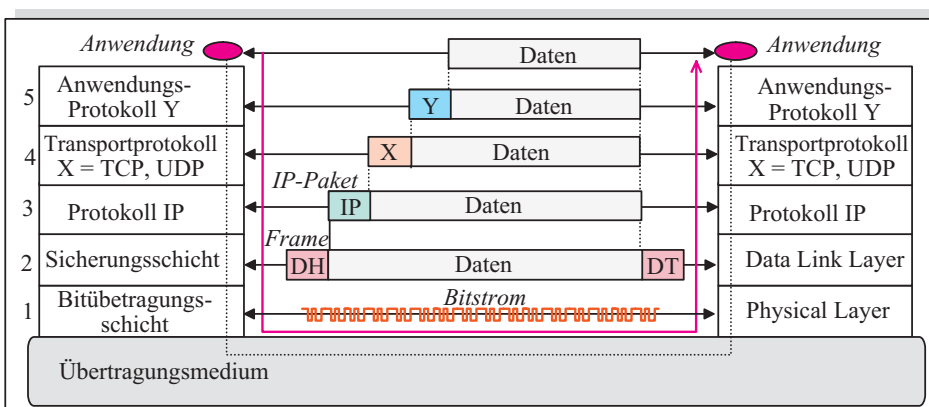 Anwendung Daten Anwendung
5 Anwendungs- Y Daten Anwendungs-
Protokoll Y Protokoll Y
4 Transportprotokoll X Daten Transportprotokoll
X = TCP, UDP X = TCP, UDP
IP-Paket
3 Protokoll IP IP Daten Protokoll IP
Frame
2 Sicherungsschicht DH Daten DT Data Link Layer
Bitstrom
1 Bitübetragungs- Physical Layer
schicht
Übertragungsmedium